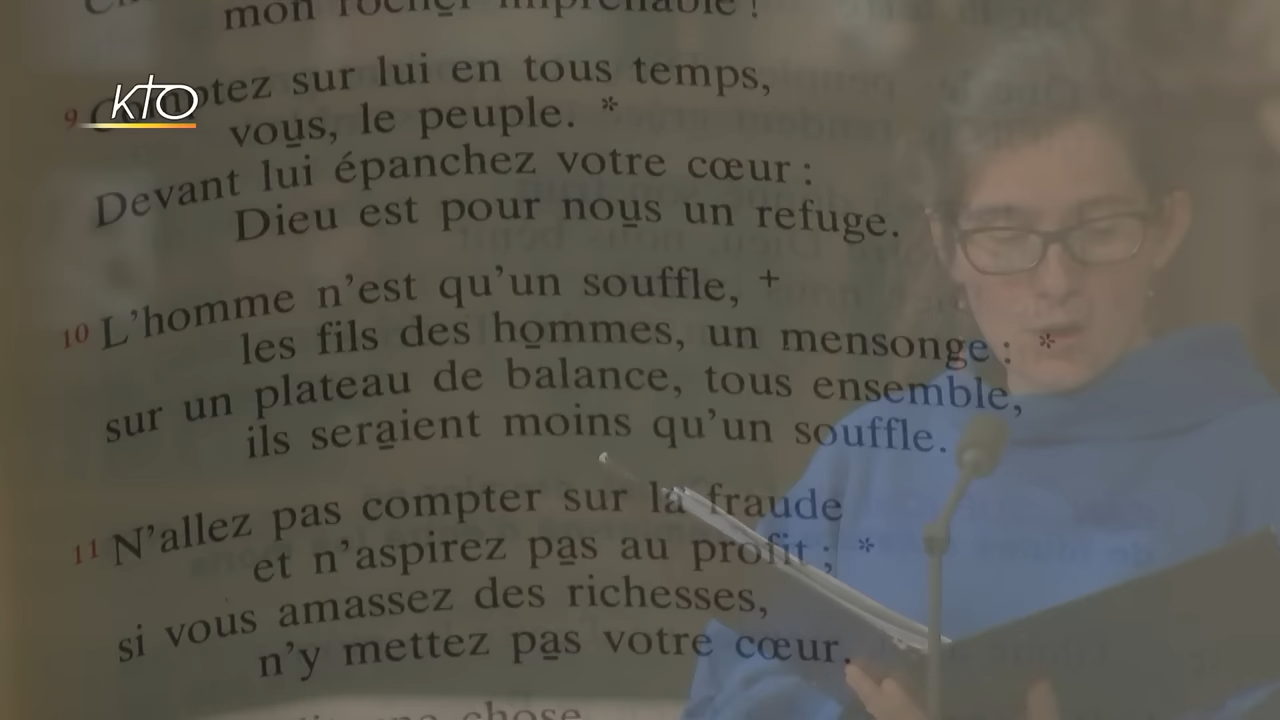 mon rocher imprenable !
kto
9 Comptez sur lui en tous temps,
vous, le peuple. *
Devant lui épanchez votre cœur :
Dieu est pour nous un refuge.
10 L'homme n'est qu'un souffle, +
les fils des hommes, un mensonge : *
sur un plateau de balance, tous ensemble,
ils seraient moins qu'un souffle.
11 N'allez pas compter sur la fraude
et n'aspirez pas au profit ; *
si vous amassez des richesses,
n'y mettez pas votre cœur.
chose